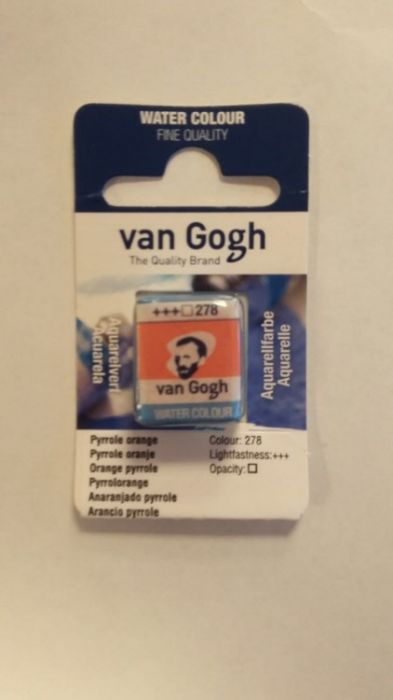 WATER COLOUR
FINE QUALITY
van Gogh
The Quality Brand
+++□278
van Gogh
WATER COLOUR
Aquarelverf
Acuarela
Aquarellfarbe
Aquarelle
Pyrrole orange
Pyrrole oranje
Orange pyrrole
Pyrrolorange
Anaranjado pyrrole
Arancio pyrrole
Colour: 278
Lightfastness:+++
Opacity: □